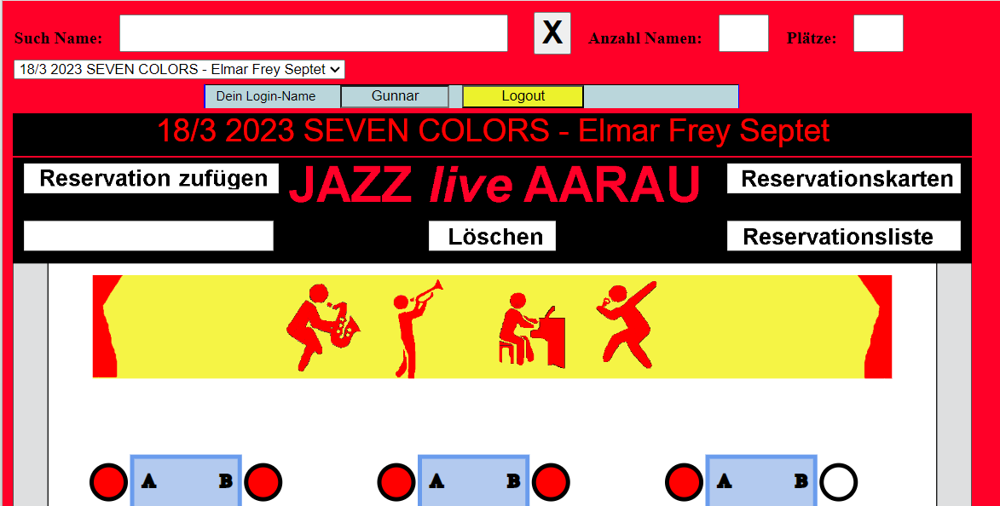 Such Name: X Anzahl Namen: Plätze:
18/3 2023 SEVEN COLORS - Elmar Frey Septet
Dein Login-Name Gunnar Logout
18/3 2023 SEVEN COLORS - Elmar Frey Septet
Reservation zufügen JAZZ live AARAU Reservationskarten
Löschen Reservationsliste
A B A B A B